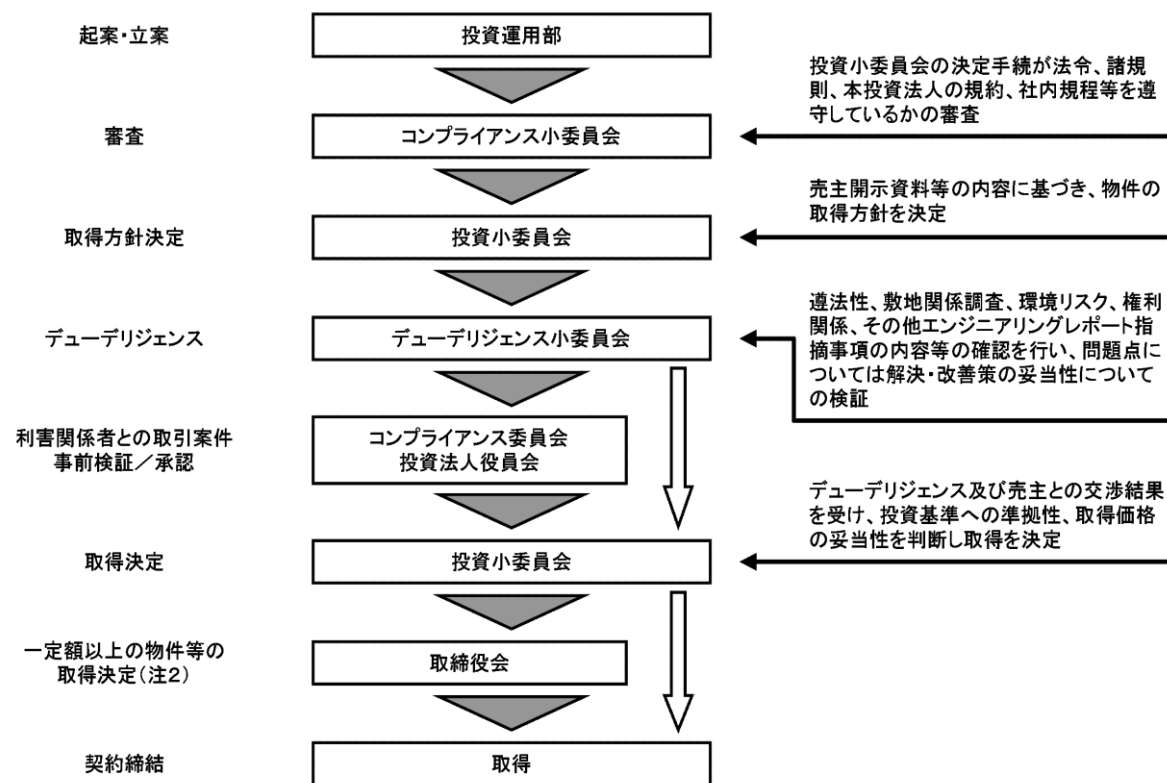 起案・立案
投資運用部
投資小委員会の決定手続が法令、諸規
則、本投資法人の規約、社内規程等を遵
守しているかの審査
審査
コンプライアンス小委員会
売主開示資料等の内容に基づき、物件の
取得方針を決定
取得方針決定
投資小委員会
遵法性、敷地関係調査、環境リスク、権利
関係、その他エンジニアリングレポート指
摘事項の内容等の確認を行い、問題点に
ついては解決・改善策の妥当性について
の検証
デューデリジェンス
デューデリジェンス小委員会
利害関係者との取引案件
事前検証／承認
コンプライアンス委員会
投資法人役員会
デューデリジェンス及び売主との交渉結果
を受け、投資基準への準拠性、取得価格
の妥当性を判断し取得を決定
取得決定
投資小委員会
一定額以上の物件等の
取得決定(注2)
取締役会
契約締結
取得